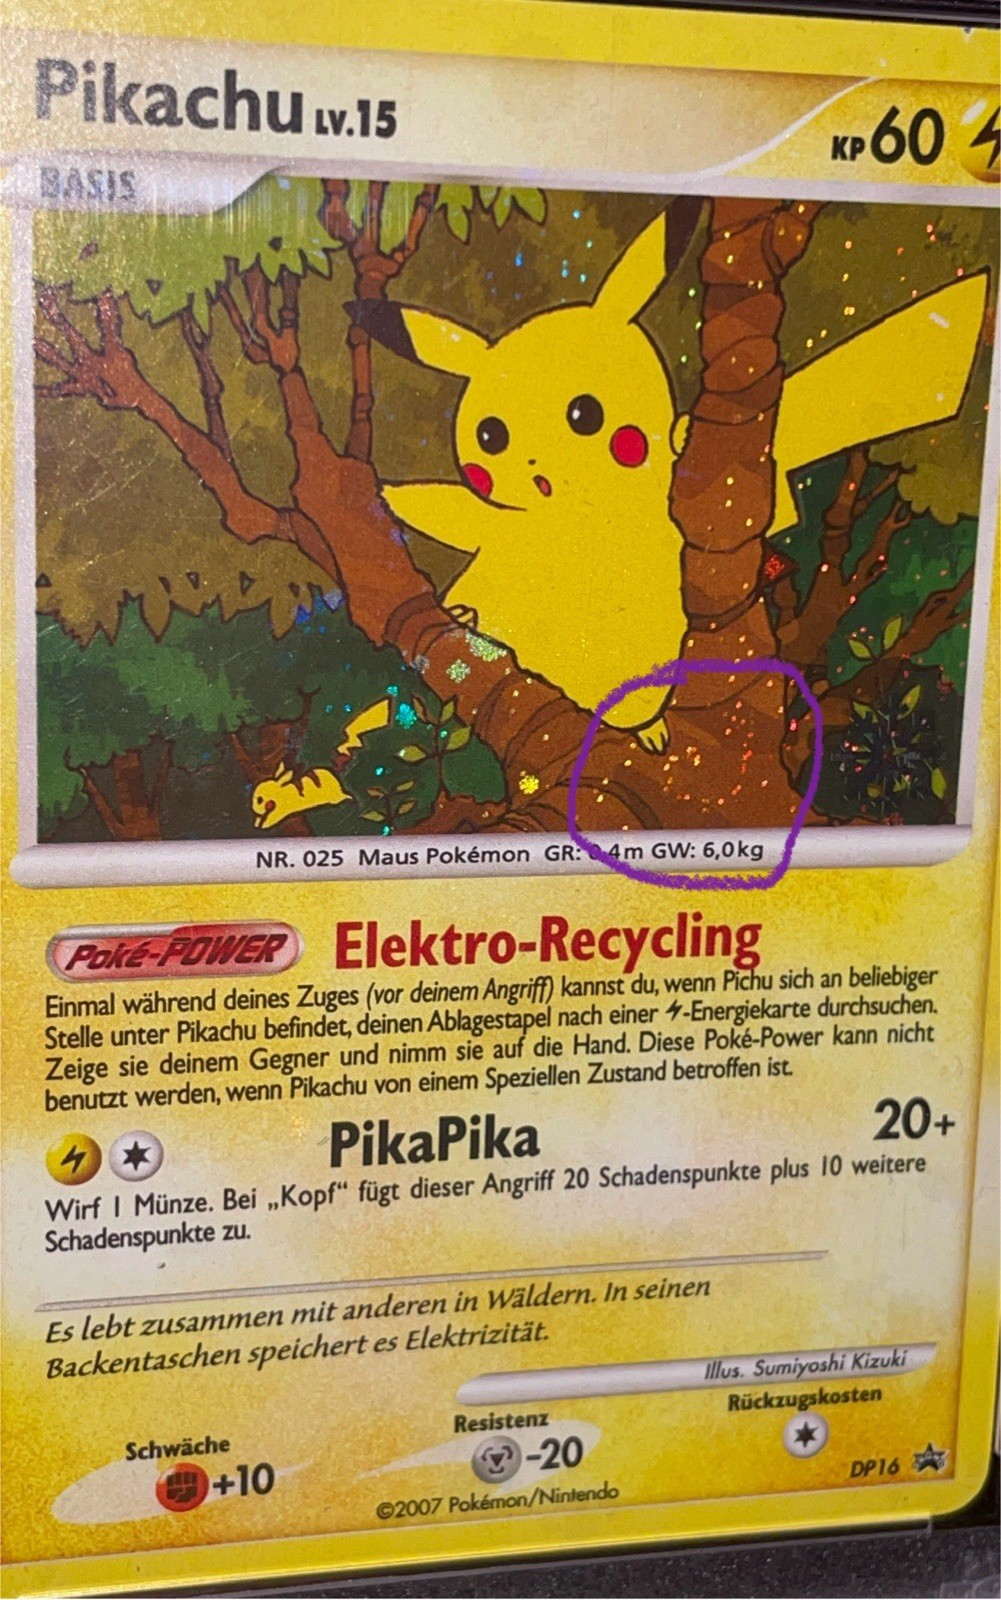 Pikachu LV.15
KP 60
BASIS
NR. 025 Maus Pokémon GR: 0,4m GW: 6,0kg
Poké-POWER Elektro-Recycling
Einmal während deines Zuges (vor deinem Angriff) kannst du, wenn Pichu sich an beliebiger
Stelle unter Pikachu befindet, deinen Ablagestapel nach einer -Energiekarte durchsuchen.
Zeige sie deinem Gegner und nimm sie auf die Hand. Diese Poké-Power kann nicht
benutzt werden, wenn Pikachu von einem Speziellen Zustand betroffen ist.
PikaPika 20+
Wirf 1 Münze. Bei „Kopf“ fügt dieser Angriff 20 Schadenspunkte plus 10 weitere
Schadenspunkte zu.
Es lebt zusammen mit anderen in Wäldern. In seinen
Backentaschen speichert es Elektrizität.
Illus. Sumiyoshi Kizuki
Schwäche
+10
Resistenz
-20
Rückzugskosten
©2007 Pokémon/Nintendo
DP16